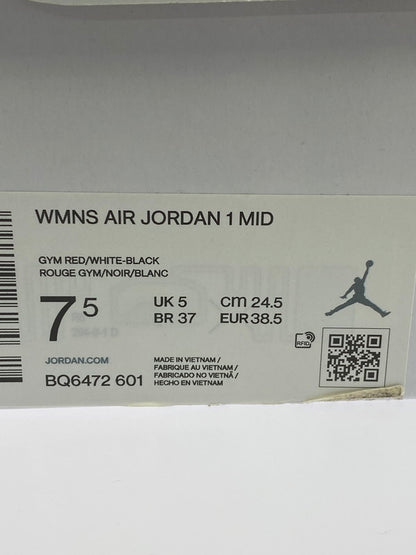 WMNS AIR JORDAN 1 MID
GYM RED/WHITE-BLACK
ROUGE GYM/NOIR/BLANC
7 5
UK 5 cm 24.5
BR 37 EUR 38.5
RFID
JORDAN.COM
BQ6472 601
MADE IN VIETNAM /
FABRIQUE AU VIETNAM /
FABRICADO NO VIETNÃ /
HECHO EN VIETNAM